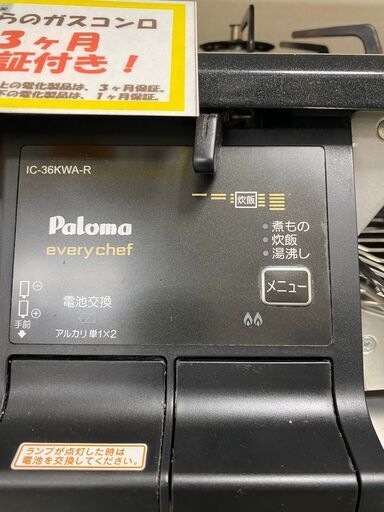 らのガスコンロ
3ヶ月
証付き！
上の電化製品は、3ヶ月保証。
電化製品は、1ヶ月保証。
IC-36KWA-R
炊飯
Paloma
every chef
煮もの
炊飯
湯沸し
メニュー
電池交換
手前
アルカリ 単1×2
ランプが点灯した時は
電池を交換してください。